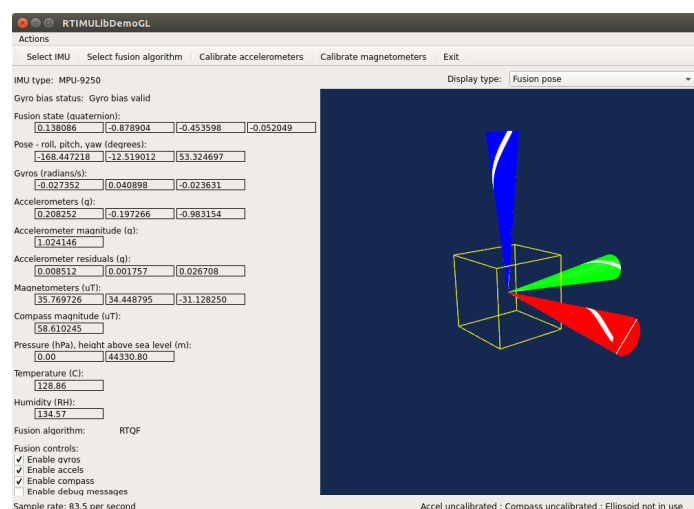 RTIMULibDemoGL
Actions
Select IMU Select fusion algorithm Calibrate accelerometers Calibrate magnetometers Exit
IMU type: MPU-9250 Display type: Fusion pose
Gyro bias status: Gyro bias valid
Fusion state (quaternion):
0.138086 -0.878904 -0.453598 -0.052049
Pose - roll, pitch, yaw (degrees):
-168.447218 -12.519012 53.324697
Gyros (radians/s):
-0.027352 0.040898 -0.023631
Accelerometers (g):
0.208252 -0.197266 -0.983154
Accelerometer magnitude (g):
1.024146
Accelerometer residuals (g):
0.008512 0.001757 0.026708
Magnetometers (uT):
35.769726 34.448795 -31.128250
Compass magnitude (uT):
58.610245
Pressure (hPa), height above sea level (m):
0.00 44330.80
Temperature (C):
128.86
Humidity (RH):
134.57
Fusion algorithm: RTQF
Fusion controls:
Enable gyros
Enable accels
Enable compass
Enable debug messages
Sample rate: 83.5 per second Accel uncalibrated : Compass uncalibrated : Ellipsoid not in use